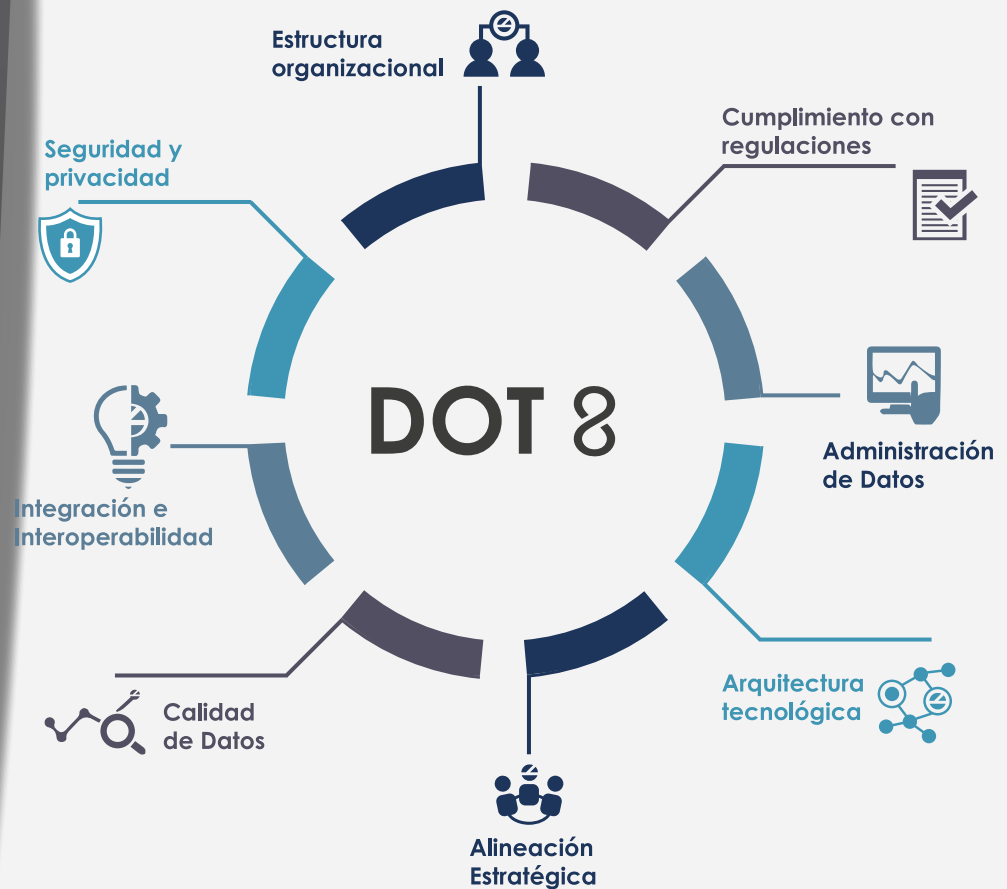 Estructura
organizacional
Cumplimiento con
regulaciones
Seguridad y
privacidad
DOT 8
Administración
de Datos
Integración e
Interoperabilidad
Arquitectura
tecnológica
Calidad
de Datos
Alineación
Estratégica